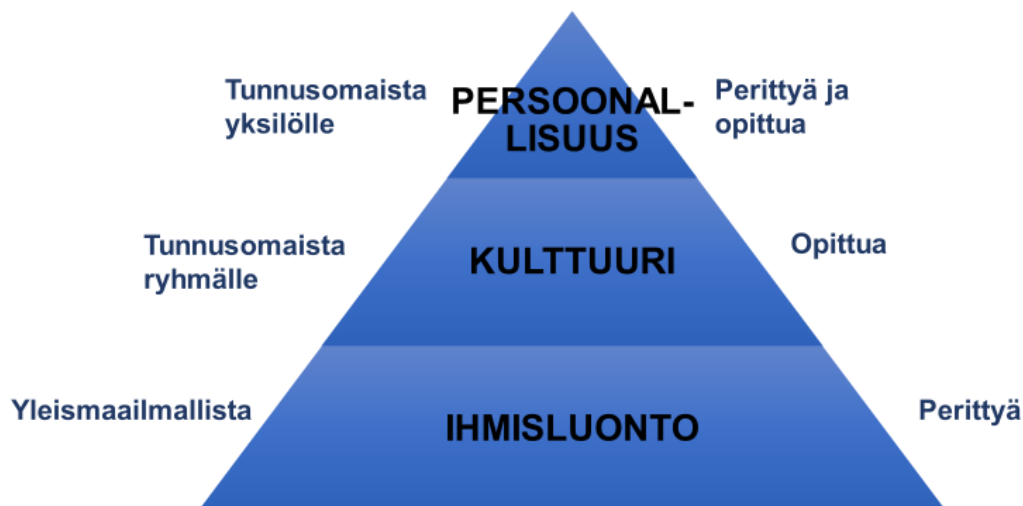 Tunnusomaista
yksilölle
PERSOONAL-
LISUUS
Perittyä ja
opittua
Tunnusomaista
ryhmälle
KULTTUURI
Opittua
Yleismaailmallista
IHMISLUONTO
Perittyä